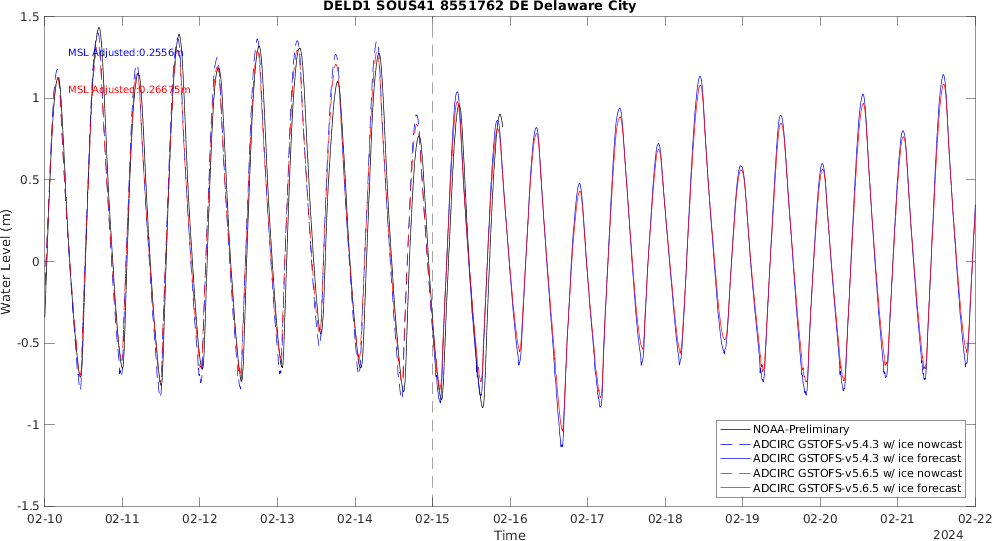 DELD1 SOUS41 8551762 DE Delaware City
MSL Adjusted:0.2556m
MSL Adjusted:0.26675m
Water Level (m)
1.5
1
0.5
0
-0.5
-1
-1.5
NOAA-Preliminary
ADCIRC GSTOFS-v5.4.3 w/ ice nowcast
ADCIRC GSTOFS-v5.4.3 w/ ice forecast
ADCIRC GSTOFS-v5.6.5 w/ ice nowcast
ADCIRC GSTOFS-v5.6.5 w/ ice forecast
02-10 02-11 02-12 02-13 02-14 02-15 02-16 02-17 02-18 02-19 02-20 02-21 02-22
Time
2024